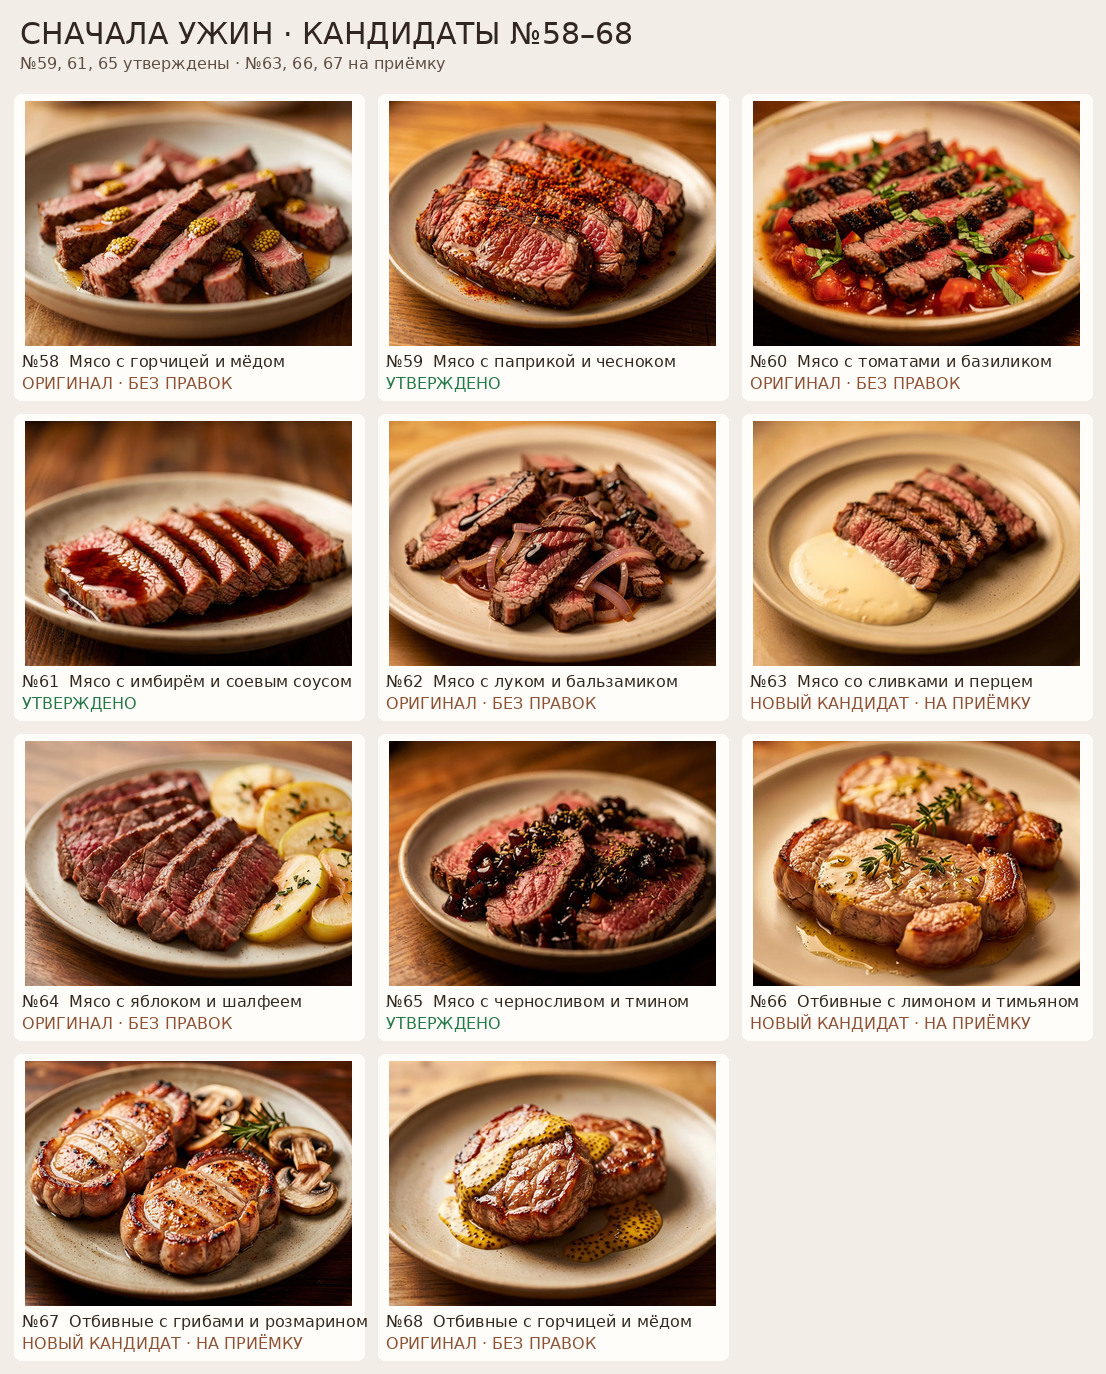 СНАЧАЛА УЖИН · КАНДИДАТЫ №58–68
№59, 61, 65 утверждены · №63, 66, 67 на приёмку
№58 Мясо с горчицей и мёдом
ОРИГИНАЛ · БЕЗ ПРАВОК
№59 Мясо с паприкой и чесноком
УТВЕРЖДЕНО
№60 Мясо с томатами и базиликом
ОРИГИНАЛ · БЕЗ ПРАВОК
№61 Мясо с имбирём и соевым соусом
УТВЕРЖДЕНО
№62 Мясо с луком и бальзамиком
ОРИГИНАЛ · БЕЗ ПРАВОК
№63 Мясо со сливками и перцем
НОВЫЙ КАНДИДАТ · НА ПРИЁМКУ
№64 Мясо с яблоком и шалфеем
ОРИГИНАЛ · БЕЗ ПРАВОК
№65 Мясо с черносливом и тмином
УТВЕРЖДЕНО
№66 Отбивные с лимоном и тимьяном
НОВЫЙ КАНДИДАТ · НА ПРИЁМКУ
№67 Отбивные с грибами и розмарином
НОВЫЙ КАНДИДАТ · НА ПРИЁМКУ
№68 Отбивные с горчицей и мёдом
ОРИГИНАЛ · БЕЗ ПРАВОК